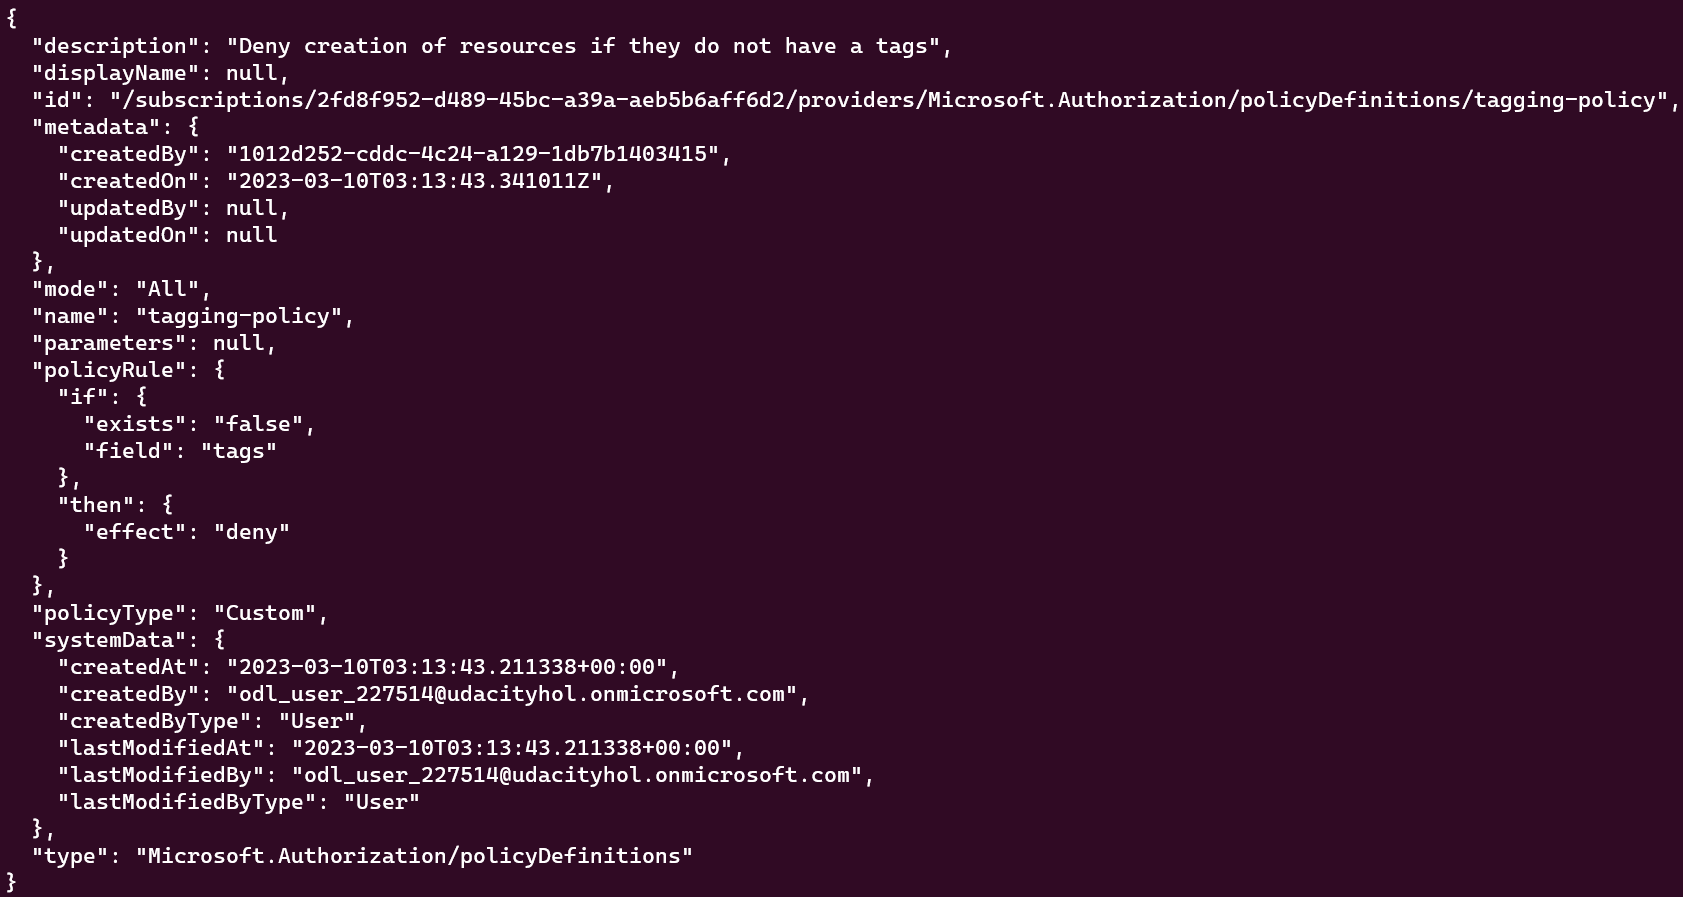 {
  "description": "Deny creation of resources if they do not have a tags",
  "displayName": null,
  "id": "/subscriptions/2fd8f952-d489-45bc-a39a-aeb5b6aff6d2/providers/Microsoft.Authorization/policyDefinitions/tagging-policy",
  "metadata": {
    "createdBy": "1012d252-cddc-4c24-a129-1db7b1403415",
    "createdOn": "2023-03-10T03:13:43.341011Z",
    "updatedBy": null,
    "updatedOn": null
  },
  "mode": "All",
  "name": "tagging-policy",
  "parameters": null,
  "policyRule": {
    "if": {
      "exists": "false",
      "field": "tags"
    },
    "then": {
      "effect": "deny"
    }
  },
  "policyType": "Custom",
  "systemData": {
    "createdAt": "2023-03-10T03:13:43.211338+00:00",
    "createdBy": "odl_user_227514@udacityhol.onmicrosoft.com",
    "createdByType": "User",
    "lastModifiedAt": "2023-03-10T03:13:43.211338+00:00",
    "lastModifiedBy": "odl_user_227514@udacityhol.onmicrosoft.com",
    "lastModifiedByType": "User"
  },
  "type": "Microsoft.Authorization/policyDefinitions"
}